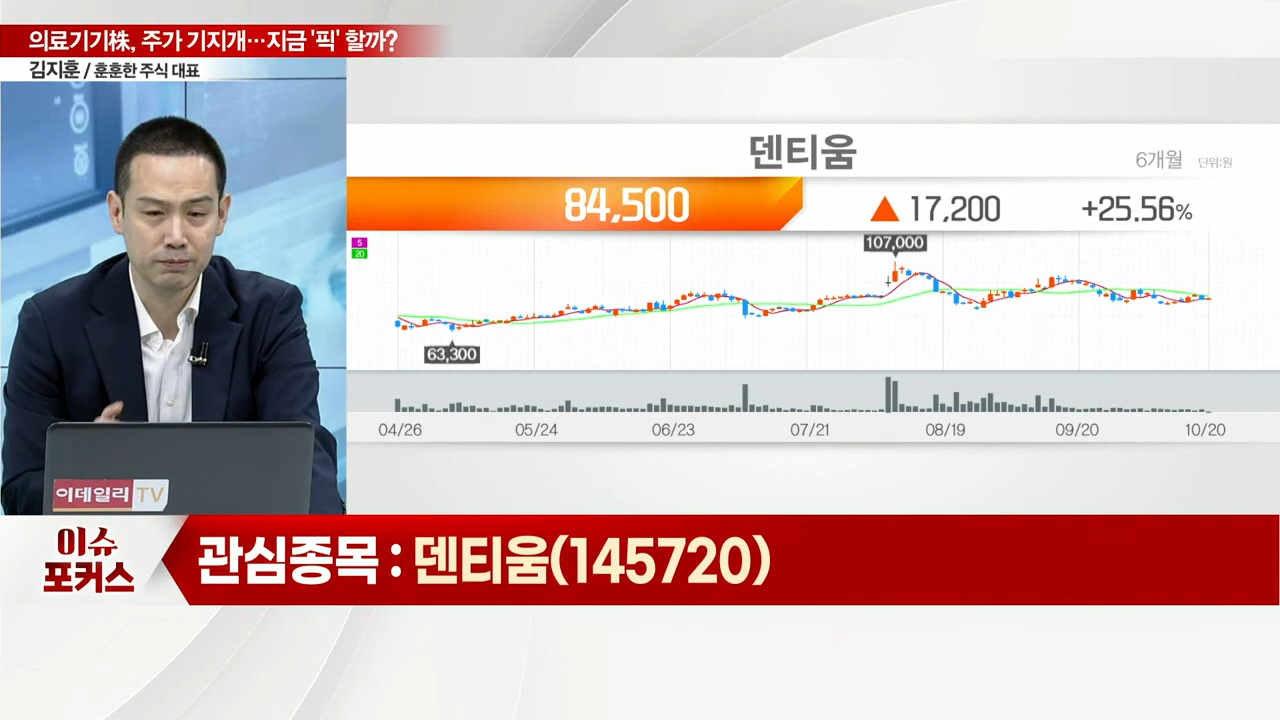 의료기기株, 주가 기지개…지금 '픽' 할까?
김지훈 / 훈훈한 주식 대표
덴티움
6개월 단위:원
84,500 ▲ 17,200 +25.56%
5
20
107,000
63,300
04/26 05/24 06/23 07/21 08/19 09/20 10/20
이데일리 TV
이슈
포커스
관심종목 : 덴티움(145720)